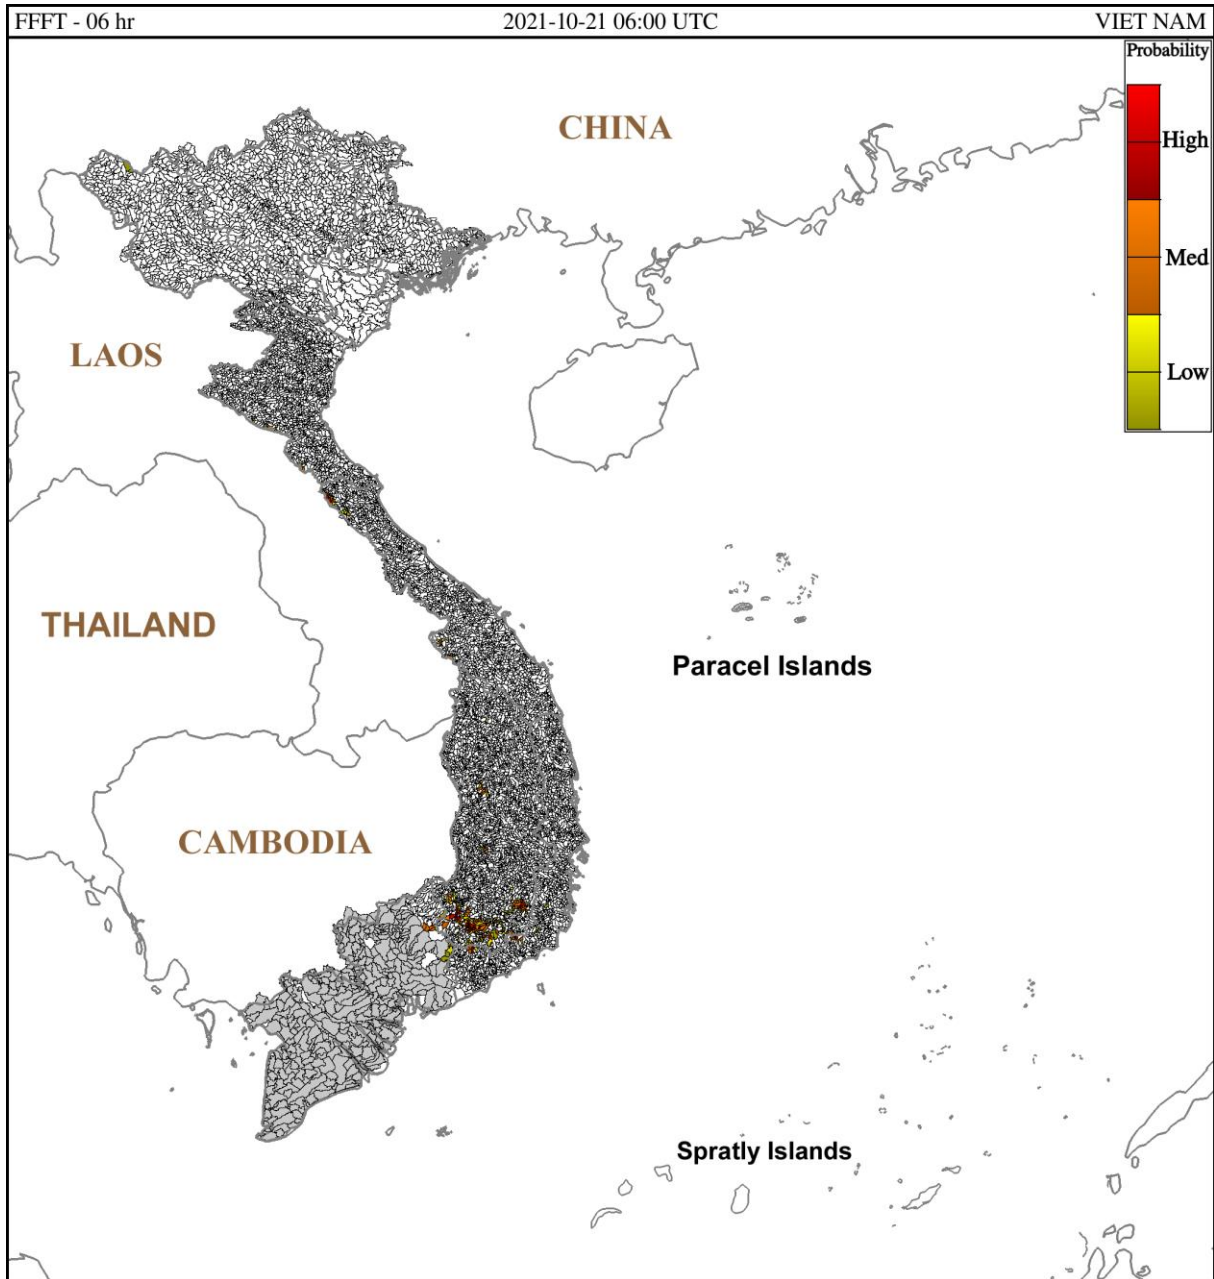 FFFT - 06 hr 2021-10-21 06:00 UTC VIET NAM
Probability
CHINA
High
Med
LAOS
Low
THAILAND
Paracel Islands
CAMBODIA
Spratly Islands